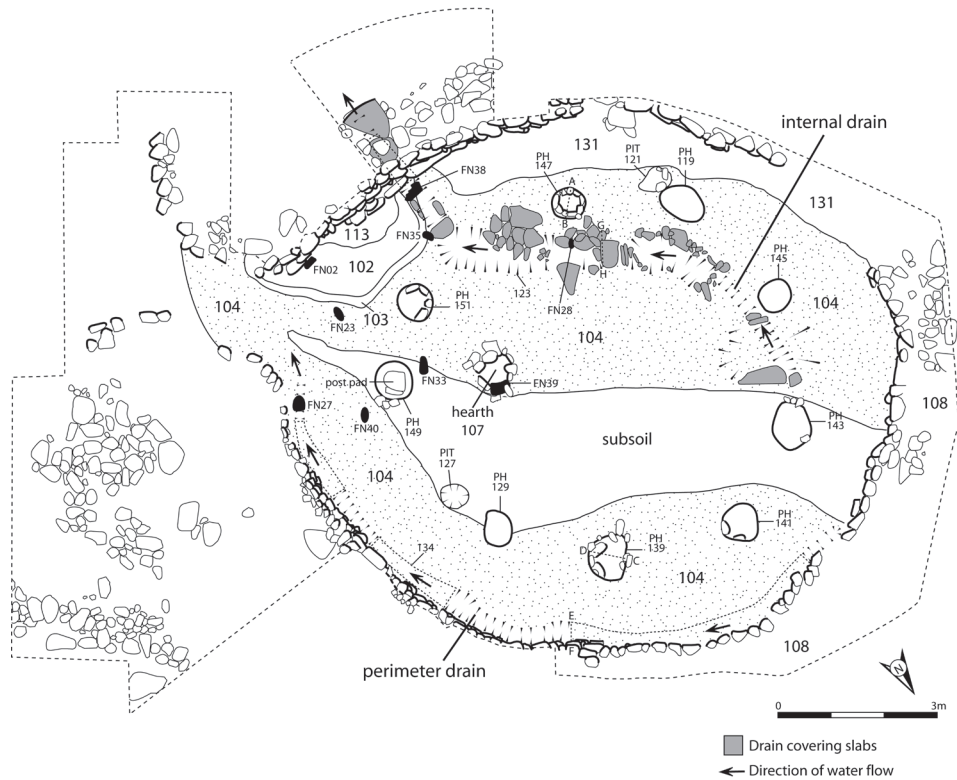 internal drain
131
PIT
121
PH
119
PH
147
A
B
FN38
131
G
H
PH
145
113
FN35
102
FN02
104
123
FN28
104
103
PH
151
FN23
104
post pad
FN33
FN39
hearth
107
PH
149
FN27
FN40
subsoil
PH
143
108
104
PIT
127
PH
129
PH
141
PH
139
D
C
134
104
E
F
108
perimeter drain
N
0
3m
Drain covering slabs
Direction of water flow